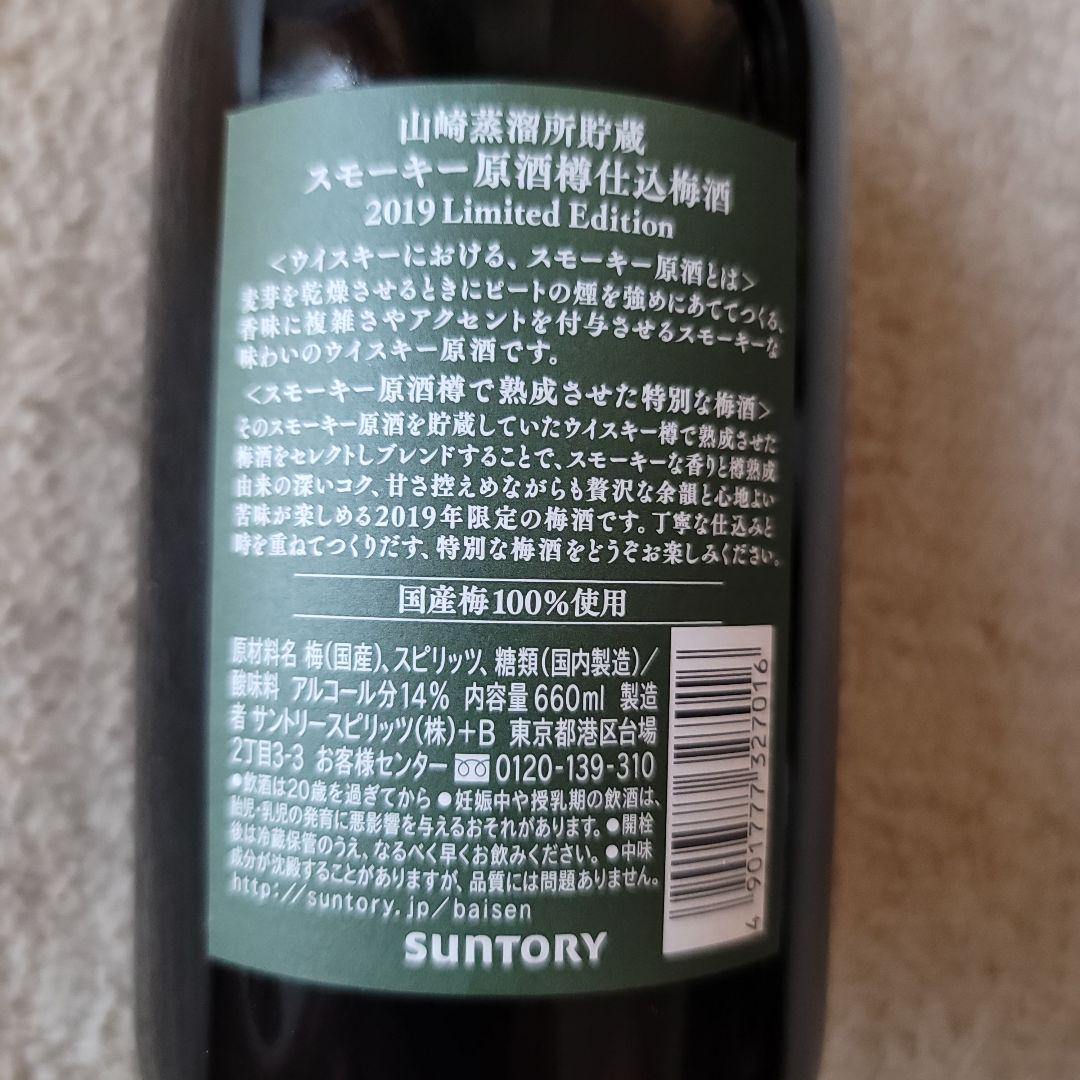 山崎蒸溜所貯蔵
スモーキー原酒樽仕込梅酒
2019 Limited Edition
<ウイスキーにおける、スモーキー原酒とは>
麦芽を乾燥させるときにピートの煙を強めにあててつくる、
香味に複雑さやアクセントを付与させるスモーキーな
味わいのウイスキー原酒です。
<スモーキー原酒樽で熟成させた特別な梅酒>
そのスモーキー原酒を貯蔵していたウイスキー樽で熟成させた
梅酒をセレクトしブレンドすることで、スモーキーな香りと樽熟成
由来の深いコク、甘さ控えめながらも贅沢な余韻と心地よい
苦味が楽しめる2019年限定の梅酒です。丁寧な仕込みと
時を重ねてつくりだす、特別な梅酒をどうぞお楽しみください。
国産梅100%使用
原材料名 梅(国産)、スピリッツ、糖類(国内製造)/
酸味料 アルコール分14% 内容量660ml 製造
者 サントリースピリッツ(株)+B 東京都港区台場
2丁目3-3 お客様センター 0120-139-310
●飲酒は20歳を過ぎてから ●妊娠中や授乳期の飲酒は、
胎児・乳児の発育に悪影響を与えるおそれがあります。●開栓
後は冷蔵保管のうえ、なるべく早くお飲みください。●中味
成分が沈殿することがありますが、品質には問題ありません。
http://suntory.jp/baisen
SUNTORY
4 901777 327016